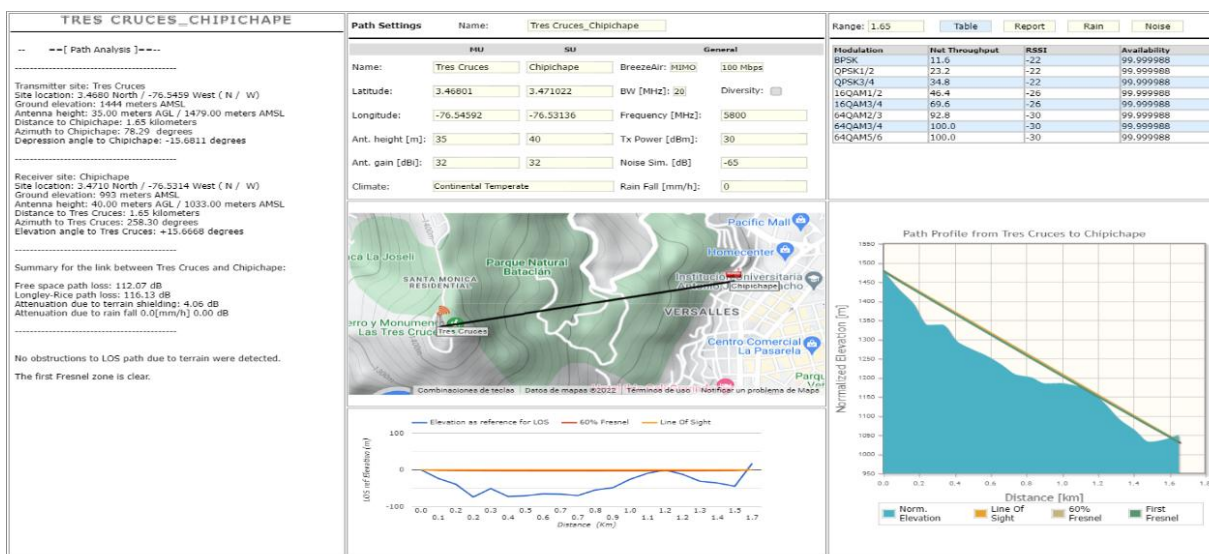 TRES CRUCES_CHIPICHAPE
--   ==[ Path Analysis ]==--
-------------------------------------------
Transmitter site: Tres Cruces
Site location: 3.4680 North / -76.5459 West ( N /  W)
Ground elevation: 1444 meters AMSL
Antenna height: 35.00 meters AGL / 1479.00 meters AMSL
Distance to Chipichape: 1.65 kilometers
Azimuth to Chipichape: 78.29  degrees
Depression angle to Chipichape: -15.6811 degrees
-------------------------------------------
Receiver site: Chipichape
Site location: 3.4710 North / -76.5314 West ( N /  W)
Ground elevation: 993 meters AMSL
Antenna height: 40.00 meters AGL / 1033.00 meters AMSL
Distance to Tres Cruces: 1.65 kilometers
Azimuth to Tres Cruces: 258.30 degrees
Elevation angle to Tres Cruces: +15.6668 degrees
-------------------------------------------
Summary for the link between Tres Cruces and Chipichape:
Free space path loss: 112.07 dB
Longley-Rice path loss: 116.13 dB
Attenuation due to terrain shielding: 4.06 dB
Attenuation due to rain fall 0.0[mm/h] 0.00 dB
-------------------------------------------
No obstructions to LOS path due to terrain were detected.
The first Fresnel zone is clear.
Path Settings Name: Tres Cruces_Chipichape
MU SU General
Name: Tres Cruces Chipichape BreezeAir: MIMO 100 Mbps
Latitude: 3.46801 3.471022 BW [MHz]: 20 Diversity:
Longitude: -76.54592 -76.53136 Frequency [MHz]: 5800
Ant. height [m]: 35 40 Tx Power [dBm]: 30
Ant. gain [dBi]: 32 32 Noise Sim. [dB] -65
Climate: Continental Temperate Rain Fall [mm/h]: 0
Pacific Mall
ca La Joseli
Homecenter
Parque Natural
Bataclán
SANTA MONICA
RESIDENTIAL
Institució Universitaria
Chipichape
VERSALLES
erro y Monumen
Las Tres Cruc
Tres Cruces
Centro Comercial
La Pasarela
Parqu
Combinaciones de teclas Datos de mapas ©2022 Términos de uso Notificar un problema de Maps
Elevation as reference for LOS 60% Fresnel Line Of Sight
LOS ref Elevation (m)
100
0
-100
0.0 0.2 0.3 0.5 0.6 0.8 1.0 1.2 1.3 1.5
0.1 0.2 0.4 0.5 0.7 0.9 1.1 1.2 1.4 1.7
Distance (Km)
Range: 1.65 Table Report Rain Noise
Modulation Net Throughput RSSI Availability
BPSK 11.6 -22 99.999988
QPSK1/2 23.2 -22 99.999988
QPSK3/4 34.8 -22 99.999988
16QAM1/2 46.4 -26 99.999988
16QAM3/4 69.6 -26 99.999988
64QAM2/3 92.8 -30 99.999988
64QAM3/4 100.0 -30 99.999988
64QAM5/6 100.0 -30 99.999988
Path Profile from Tres Cruces to Chipichape
Normalized Elevation [m]
1550
1500
1450
1400
1350
1300
1250
1200
1150
1100
1050
1000
950
0.0 0.2 0.4 0.6 0.8 1.0 1.2 1.4 1.6 1.8
Distance [km]
Norm. Elevation Line Of Sight 60% Fresnel First Fresnel